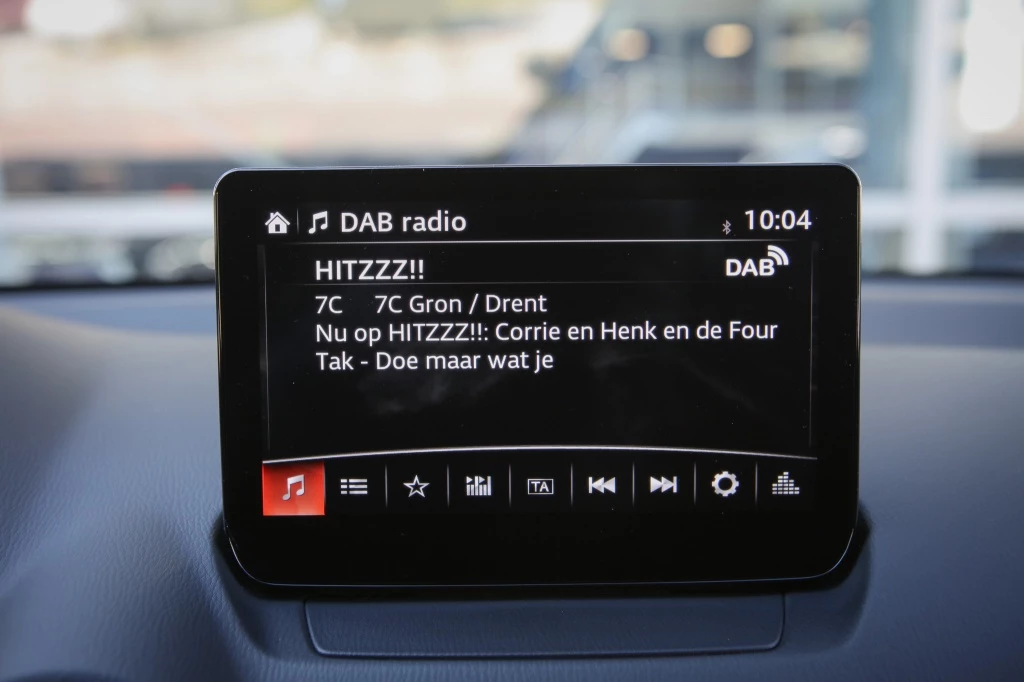 DAB radio 10:04
HITZZZ!! DAB
7C 7C Gron / Drent
Nu op HITZZZ!!: Corrie en Henk en de Four
Tak - Doe maar wat je
TA